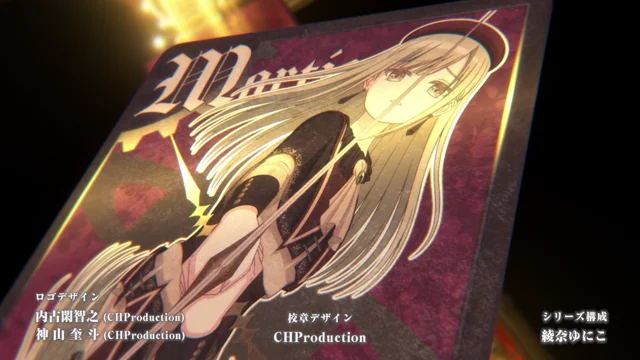 Marti
ロゴデザイン
内古閑智之 (CHProduction)
神山奎斗 (CHProduction)
校章デザイン
CHProduction
シリーズ構成
綾奈ゆにこ